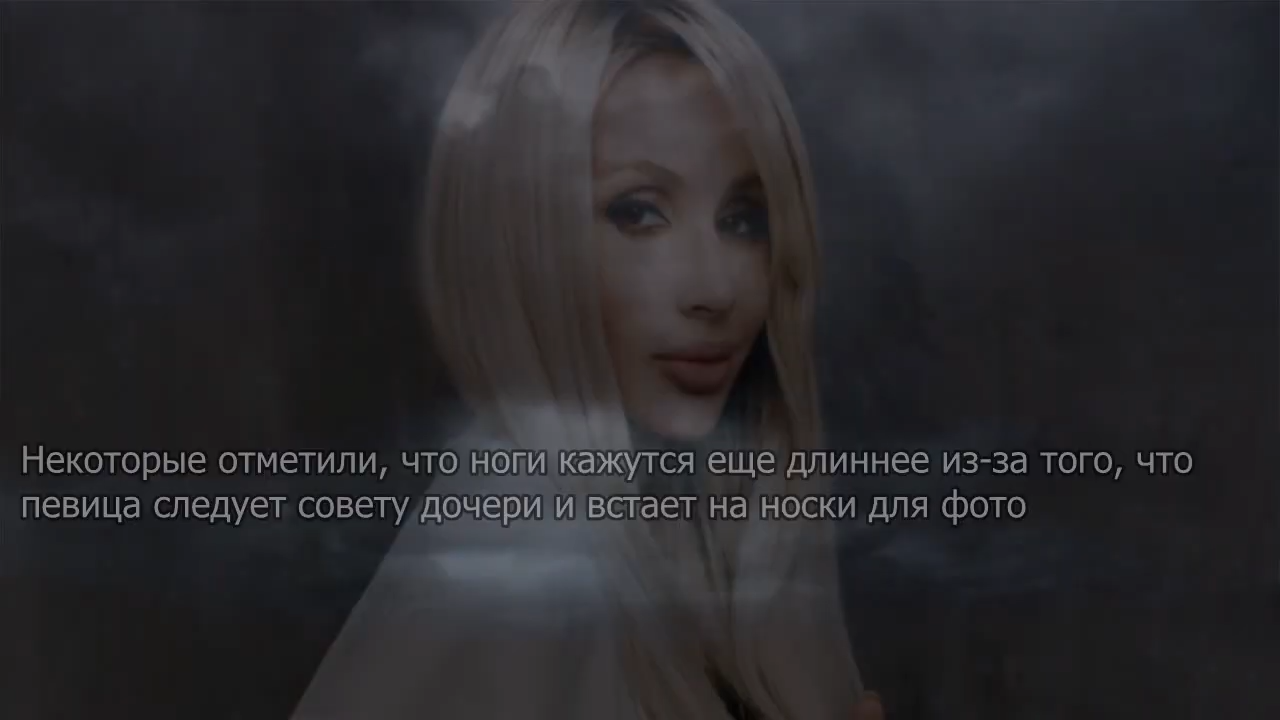 Некоторые отметили, что ноги кажутся еще длиннее из-за того, что
певица следует совету дочери и встает на носки для фото